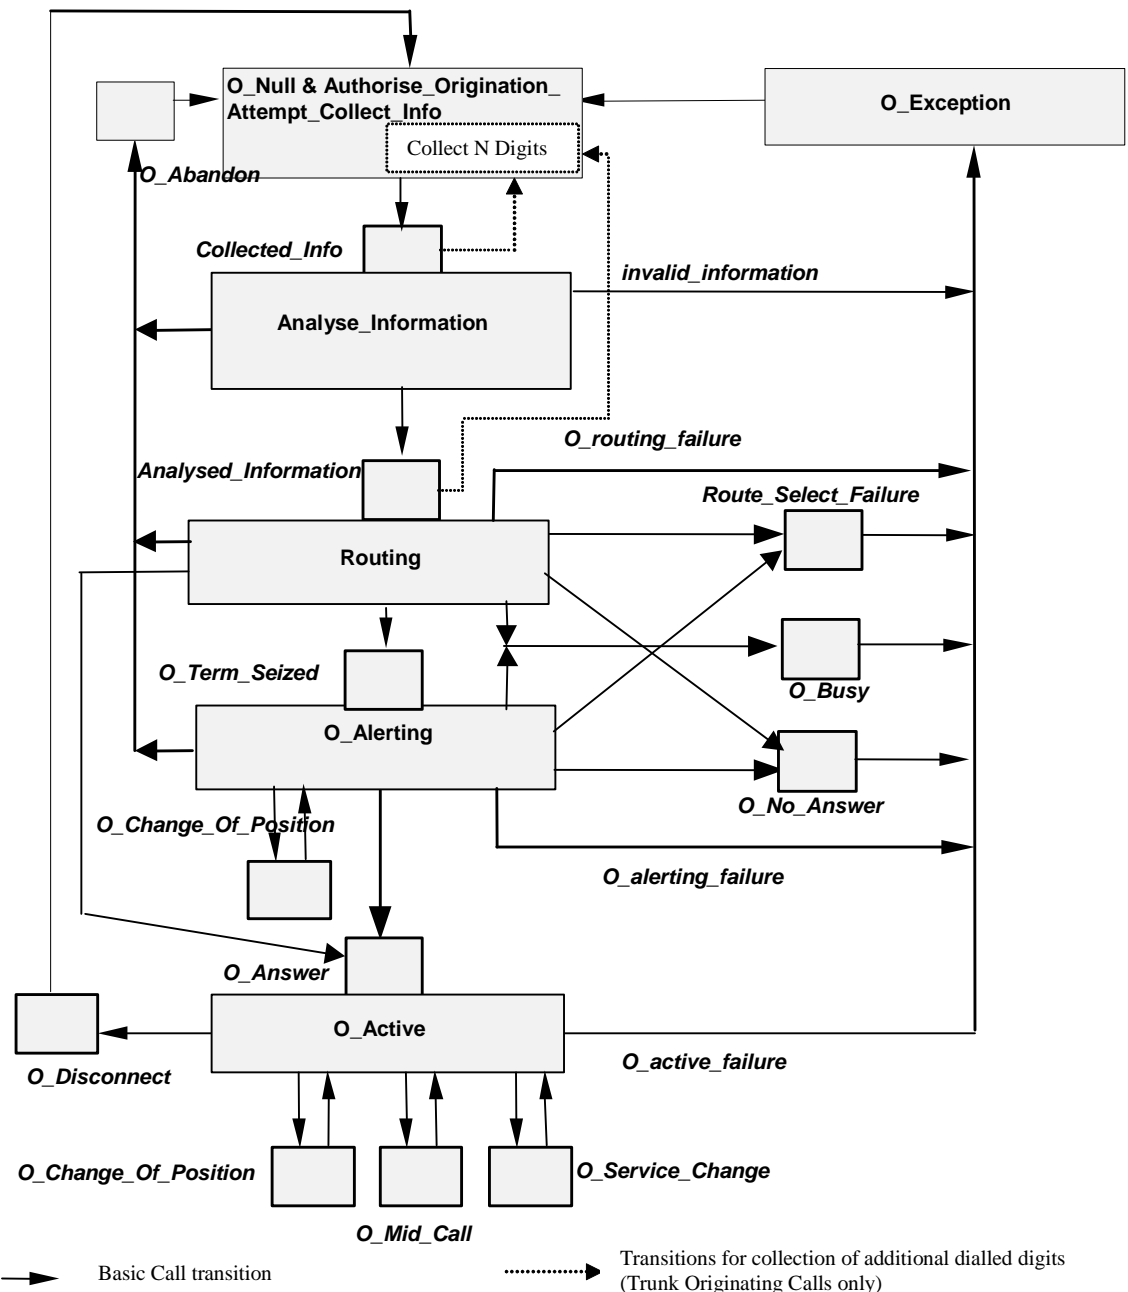 O_Null & Authorise_Origination_
Attempt_Collect_Info
O_Exception
Collect N Digits
O_Abandon
Collected_Info
invalid_information
Analyse_Information
O_routing_failure
Analysed_Information
Route_Select_Failure
Routing
O_Term_Seized
O_Busy
O_Alerting
O_No_Answer
O_Change_Of_Position
O_alerting_failure
O_Answer
O_Active
O_active_failure
O_Disconnect
O_Change_Of_Position
O_Service_Change
O_Mid_Call
Basic Call transition
Transitions for collection of additional dialled digits
(Trunk Originating Calls only)